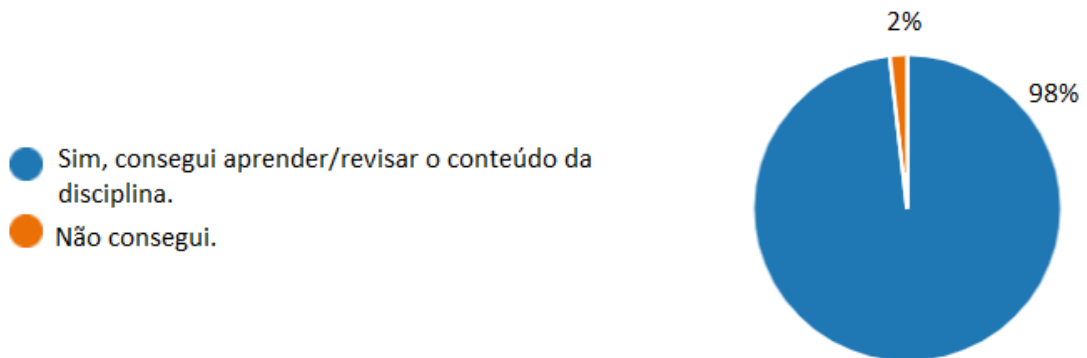 2%
98%
Sim, consegui aprender/revisar o conteúdo da
disciplina.
Não consegui.